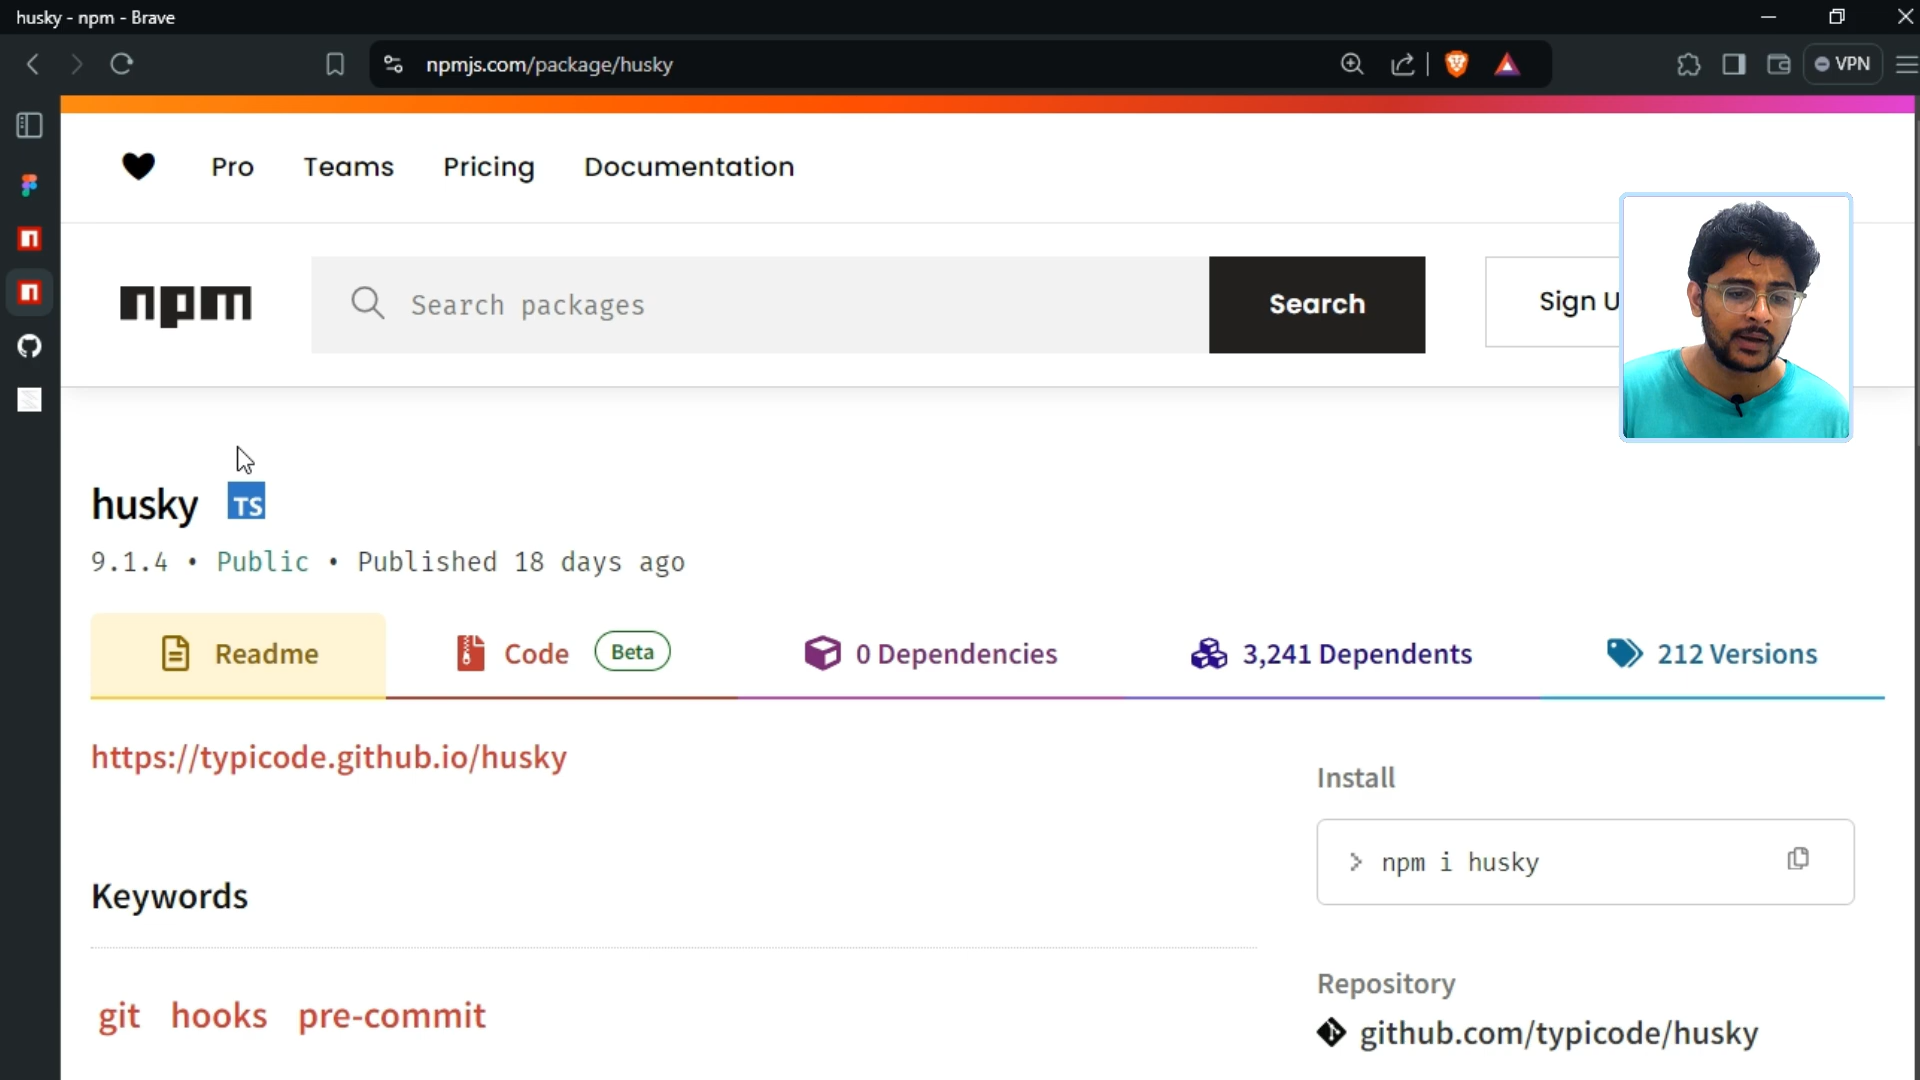 husky - npm - Brave
npmjs.com/package/husky
VPN
Pro Teams Pricing Documentation
npm
Search packages
Search
Sign U
husky TS
9.1.4 • Public • Published 18 days ago
Readme
Code Beta
0 Dependencies
3,241 Dependents
212 Versions
https://typicode.github.io/husky
Install
> npm i husky
Keywords
git hooks pre-commit
Repository
github.com/typicode/husky